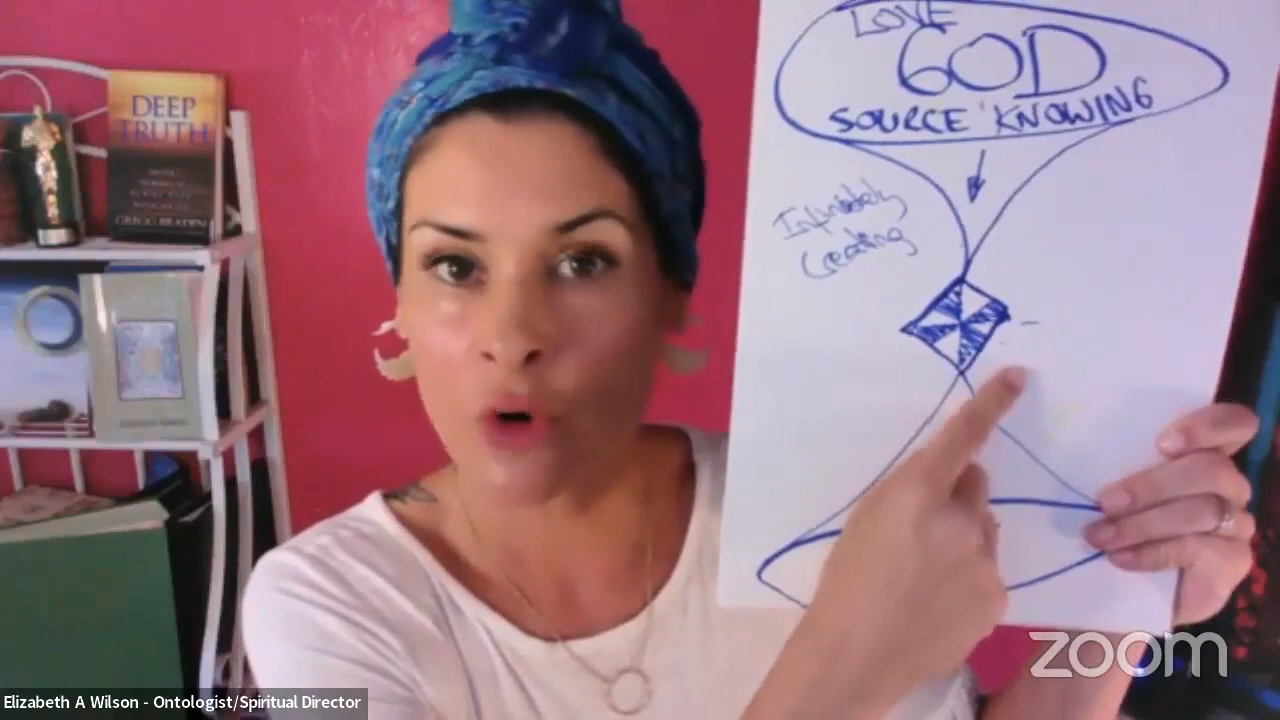 DEEP
TRUTH
GREGG BRADEN
LOVE
GOD
SOURCE KNOWING
Infinitely
Creating
zoom
Elizabeth A Wilson - Ontologist/Spiritual Director